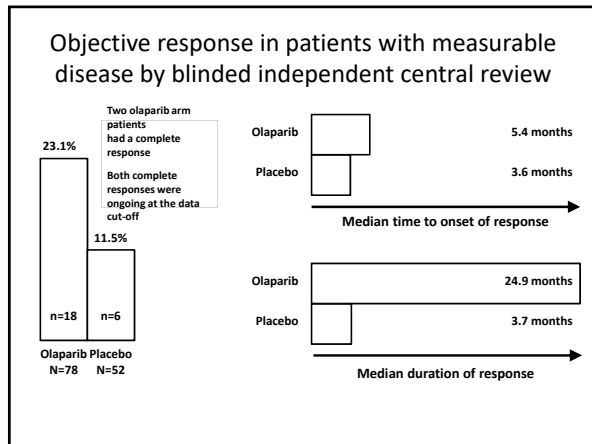 Objective response in patients with measurable
disease by blinded independent central review
Two olaparib arm
patients
had a complete
response
Both complete
responses were
ongoing at the data
cut-off
23.1%
11.5%
n=18
n=6
Olaparib Placebo
N=78 N=52
Olaparib
5.4 months
Placebo
3.6 months
Median time to onset of response
Olaparib
24.9 months
Placebo
3.7 months
Median duration of response